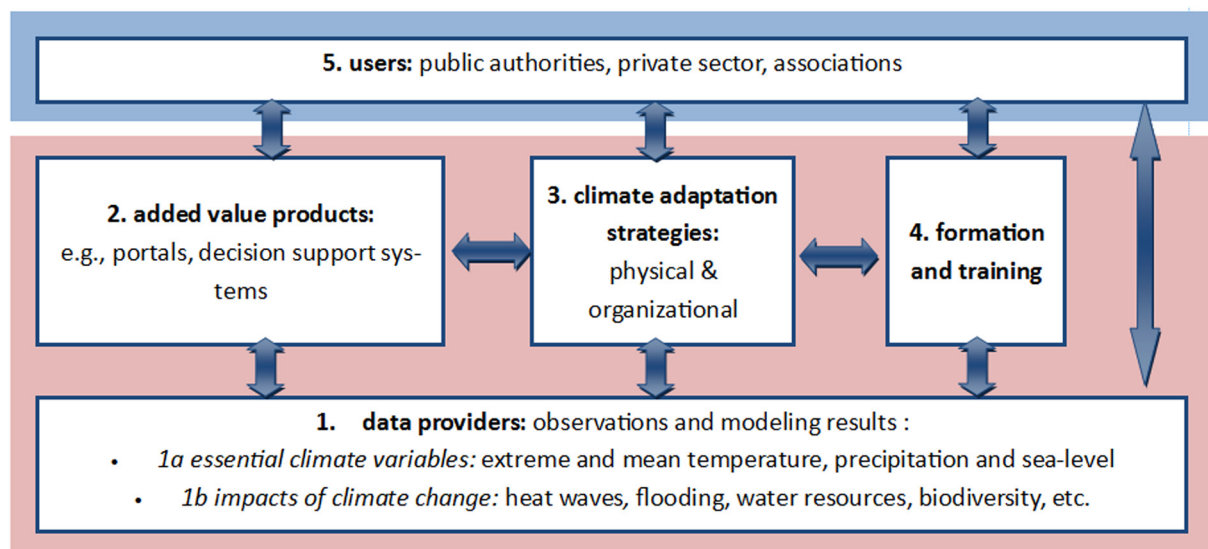 5. users: public authorities, private sector, associations
2. added value products:
e.g., portals, decision support sys-
tems
3. climate adaptation
strategies:
physical &
organizational
4. formation
and training
1. data providers: observations and modeling results :
• 1a essential climate variables: extreme and mean temperature, precipitation and sea-level
• 1b impacts of climate change: heat waves, flooding, water resources, biodiversity, etc.